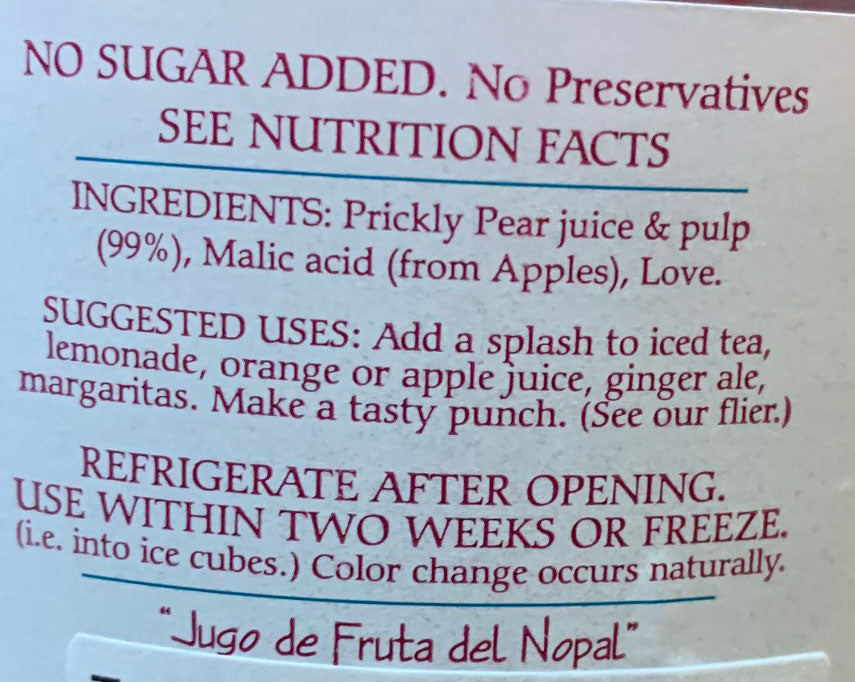 NO SUGAR ADDED. No Preservatives
SEE NUTRITION FACTS
INGREDIENTS: Prickly Pear juice & pulp
(99%), Malic acid (from Apples), Love.
SUGGESTED USES: Add a splash to iced tea,
lemonade, orange or apple juice, ginger ale,
margaritas. Make a tasty punch. (See our flier.)
REFRIGERATE AFTER OPENING.
USE WITHIN TWO WEEKS OR FREEZE.
(i.e. into ice cubes.) Color change occurs naturally.
"Jugo de Fruta del Nopal"